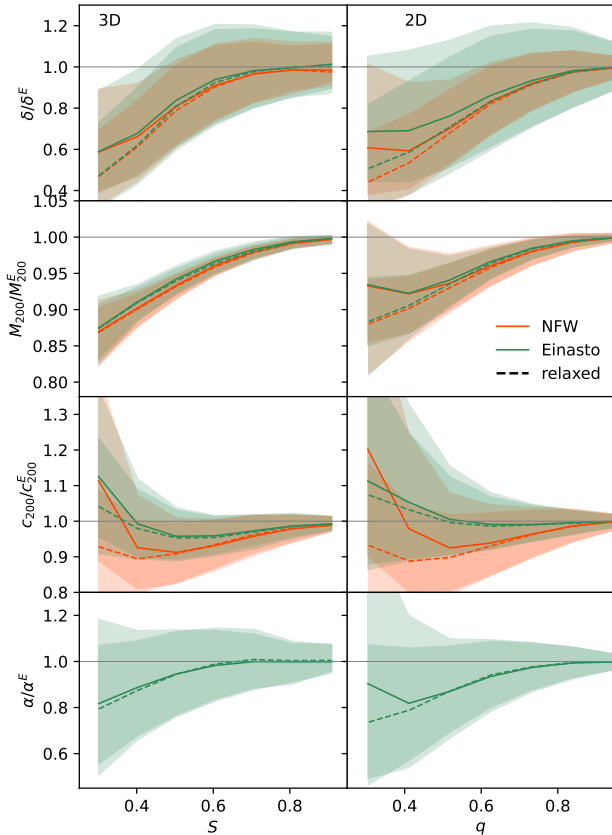 3D
2D
1.2
1.0
0.8
0.6
0.4
δ/δ^E
1.05
1.00
0.95
0.90
0.85
0.80
M_200/M^E_200
NFW
Einasto
relaxed
1.3
1.2
1.1
1.0
0.9
0.8
c_200/c^E_200
1.2
1.0
0.8
0.6
α/α^E
0.4 0.6 0.8
0.4 0.6 0.8
S
q